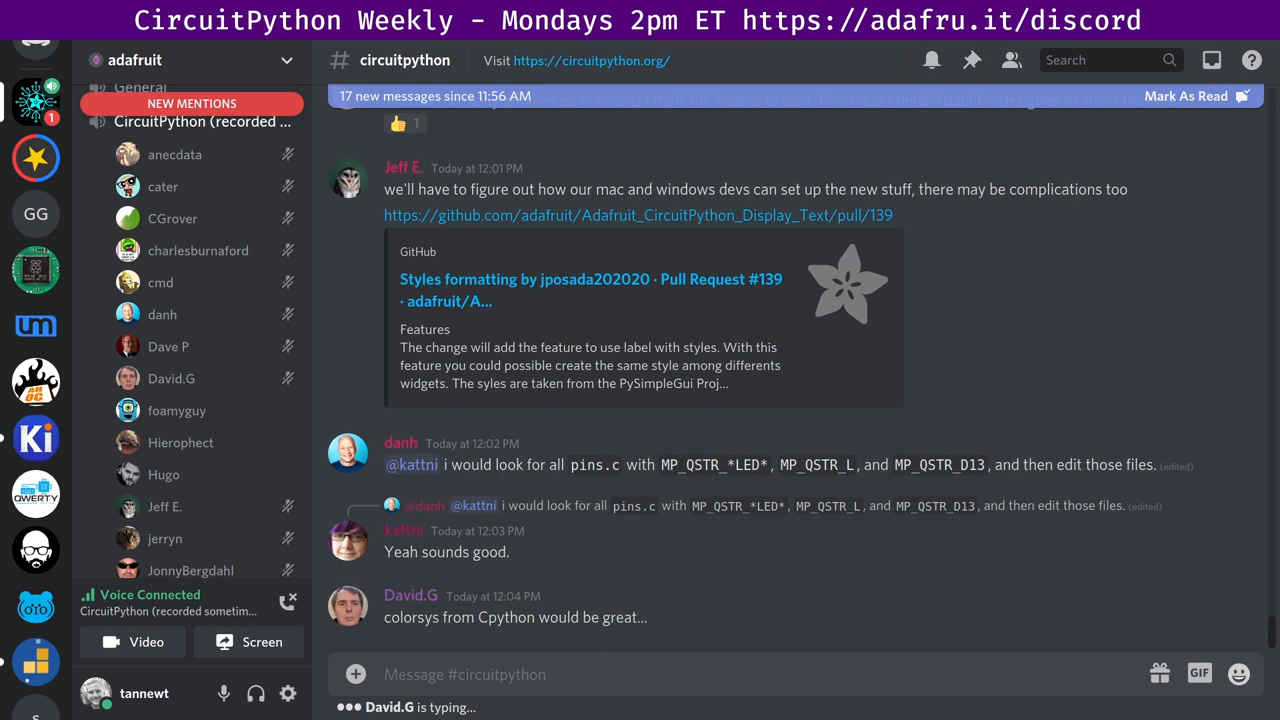 CircuitPython Weekly - Mondays 2pm ET https://adafru.it/discord
adafruit
General
NEW MENTIONS
CircuitPython (recorded ...
anecdata
cater
CGrover
charlesburnaford
cmd
danh
Dave P
David.G
foamyguy
Hierophect
Hugo
Jeff E.
jerryn
JonnyBergdahl
Voice Connected
CircuitPython (recorded sometim...
Video
Screen
tannewt
1
GG
um
AHOC
Ki
QWERTY
S
# circuitpython
Visit https://circuitpython.org/
Search
17 new messages since 11:56 AM
Mark As Read
👍 1
Jeff E. Today at 12:01 PM
we'll have to figure out how our mac and windows devs can set up the new stuff, there may be complications too
https://github.com/adafruit/Adafruit_CircuitPython_Display_Text/pull/139
GitHub
Styles formatting by jposada202020 · Pull Request #139
· adafruit/A...
Features
The change will add the feature to use label with styles. With this
feature you could possible create the same style among differents
widgets. The syles are taken from the PySimpleGui Proj...
danh Today at 12:02 PM
@kattni i would look for all pins.c with MP_QSTR_*LED*, MP_QSTR_L, and MP_QSTR_D13, and then edit those files. (edited)
@danh @kattni i would look for all pins.c with MP_QSTR_*LED*, MP_QSTR_L, and MP_QSTR_D13, and then edit those files. (edited)
kattni Today at 12:03 PM
Yeah sounds good.
David.G Today at 12:04 PM
colorsys from Cpython would be great...
Message #circuitpython
GIF
David.G is typing...